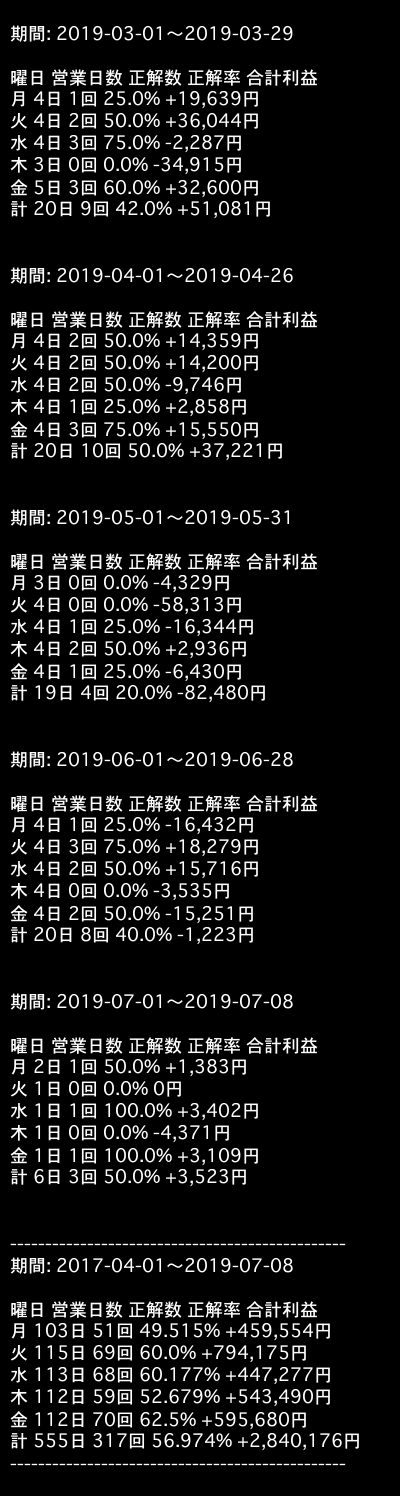 期間: 2019-03-01～2019-03-29
曜日 営業日数 正解数 正解率 合計利益
月 4日 1回 25.0% +19,639円
火 4日 2回 50.0% +36,044円
水 4日 3回 75.0% -2,287円
木 3日 0回 0.0% -34,915円
金 5日 3回 60.0% +32,600円
計 20日 9回 42.0% +51,081円
期間: 2019-04-01～2019-04-26
曜日 営業日数 正解数 正解率 合計利益
月 4日 2回 50.0% +14,359円
火 4日 2回 50.0% +14,200円
水 4日 2回 50.0% -9,746円
木 4日 1回 25.0% +2,858円
金 4日 3回 75.0% +15,550円
計 20日 10回 50.0% +37,221円
期間: 2019-05-01～2019-05-31
曜日 営業日数 正解数 正解率 合計利益
月 3日 0回 0.0% -4,329円
火 4日 0回 0.0% -58,313円
水 4日 1回 25.0% -16,344円
木 4日 2回 50.0% +2,936円
金 4日 1回 25.0% -6,430円
計 19日 4回 20.0% -82,480円
期間: 2019-06-01～2019-06-28
曜日 営業日数 正解数 正解率 合計利益
月 4日 1回 25.0% -16,432円
火 4日 3回 75.0% +18,279円
水 4日 2回 50.0% +15,716円
木 4日 0回 0.0% -3,535円
金 4日 2回 50.0% -15,251円
計 20日 8回 40.0% -1,223円
期間: 2019-07-01～2019-07-08
曜日 営業日数 正解数 正解率 合計利益
月 2日 1回 50.0% +1,383円
火 1日 0回 0.0% 0円
水 1日 1回 100.0% +3,402円
木 1日 0回 0.0% -4,371円
金 1日 1回 100.0% +3,109円
計 6日 3回 50.0% +3,523円
------------------------------------------------
期間: 2017-04-01～2019-07-08
曜日 営業日数 正解数 正解率 合計利益
月 103日 51回 49.515% +459,554円
火 115日 69回 60.0% +794,175円
水 113日 68回 60.177% +447,277円
木 112日 59回 52.679% +543,490円
金 112日 70回 62.5% +595,680円
計 555日 317回 56.974% +2,840,176円
------------------------------------------------